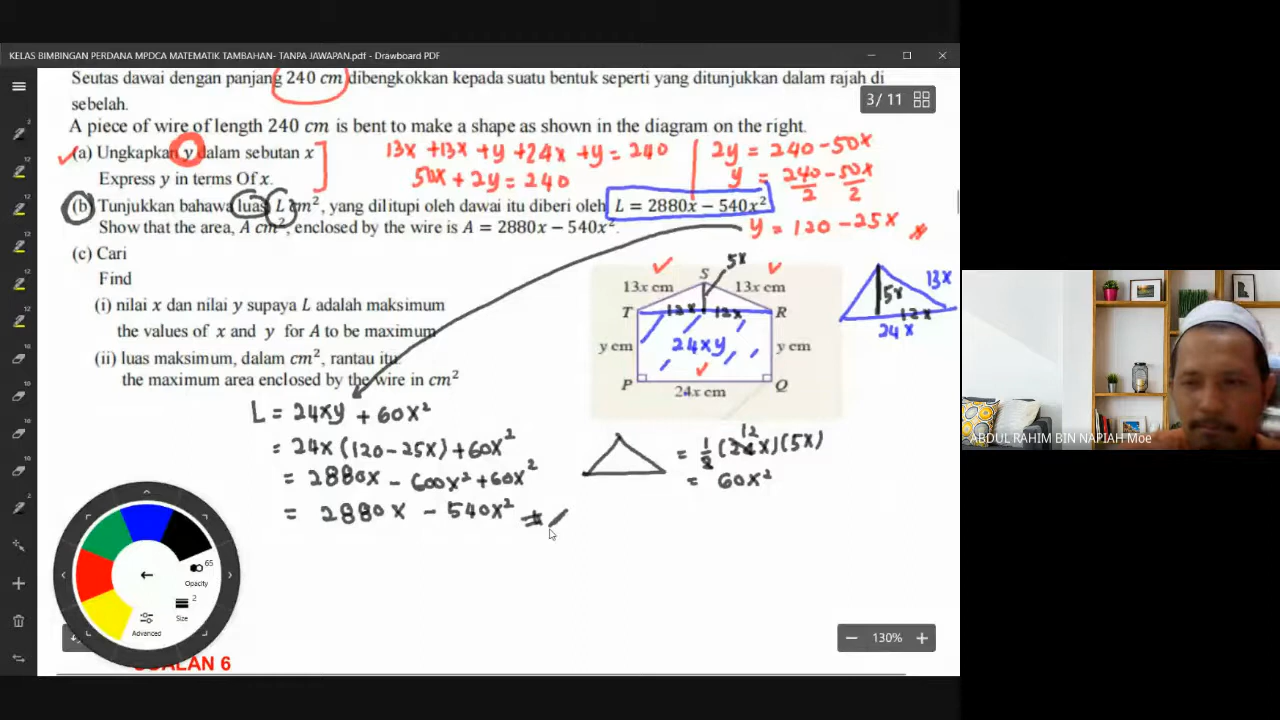 KELAS BIMBINGAN PERDANA MPDCA MATEMATIK TAMBAHAN- TANPA JAWAPAN.pdf - Drawboard PDF
Seutas dawai dengan panjang 240 cm dibengkokkan kepada suatu bentuk seperti yang ditunjukkan dalam rajah di
sebelah.
3 / 11
A piece of wire of length 240 cm is bent to make a shape as shown in the diagram on the right.
(a) Ungkapkan y dalam sebutan x
Express y in terms Of x.
13x + 13x + y + 24x + y = 240
50x + 2y = 240
2y = 240 - 50x
y = 240/2 - 50x/2
y = 120 - 25x
(b) Tunjukkan bahawa luas L cm², yang dilitupi oleh dawai itu diberi oleh L = 2880x − 540x²
Show that the area, A cm², enclosed by the wire is A = 2880x − 540x².
(c) Cari
Find
(i) nilai x dan nilai y supaya L adalah maksimum
the values of x and y for A to be maximum
(ii) luas maksimum, dalam cm², rantau itu.
the maximum area enclosed by the wire in cm²
S
5x
13x cm
13x cm
T
12x
12x
R
y cm
24xy
y cm
P
24x cm
Q
13x
5x
12x
24x
L = 24xy + 60x²
= 24x (120 - 25x) + 60x²
= 2880x - 600x² + 60x²
= 2880x - 540x²
= 1/2 (24x)(5x)
12
= 60x²
65
Opacity
2
Size
Advanced
130%
SOALAN 6
ABDUL RAHIM BIN NAPIAH Moe